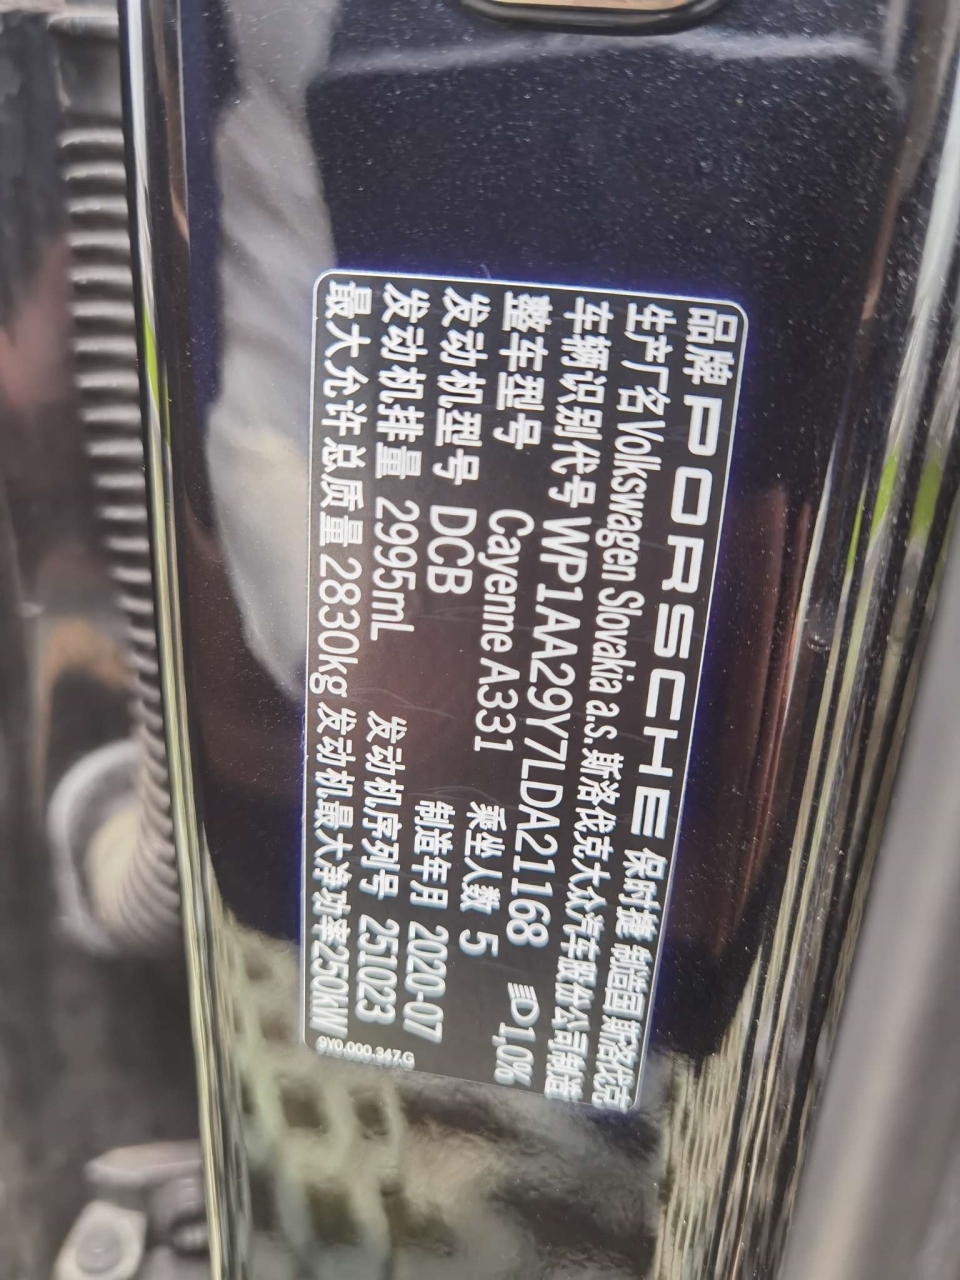 品牌 PORSCHE 保时捷 制造国 斯洛伐克
生产厂名 Volkswagen Slovakia a.s 斯洛伐克大众汽车股份公司制造
车辆识别代号 WP1AA29Y7LDA21168 1,0%
整车型号 Cayenne A331 乘坐人数 5
发动机型号 DCB 制造年月 2020-07
发动机排量 2995mL 发动机序列号 251023
最大允许总质量 2830kg 发动机最大净功率250kW
9Y0.000.347.G